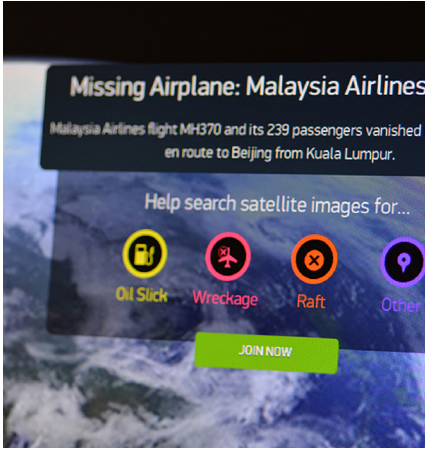 Missing Airplane: Malaysia Airlines
Malaysia Airlines flight MH370 and its 239 passengers vanished
en route to Beijing from Kuala Lumpur.
Help search satellite images for...
Oil Slick Wreckage Raft Other
JOIN NOW